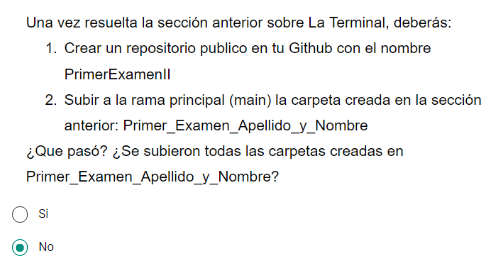 Una vez resuelta la sección anterior sobre La Terminal, deberás:
1. Crear un repositorio publico en tu Github con el nombre
PrimerExamenII
2. Subir a la rama principal (main) la carpeta creada en la sección
anterior: Primer_Examen_Apellido_y_Nombre
¿Que pasó? ¿Se subieron todas las carpetas creadas en
Primer_Examen_Apellido_y_Nombre?
Si
No